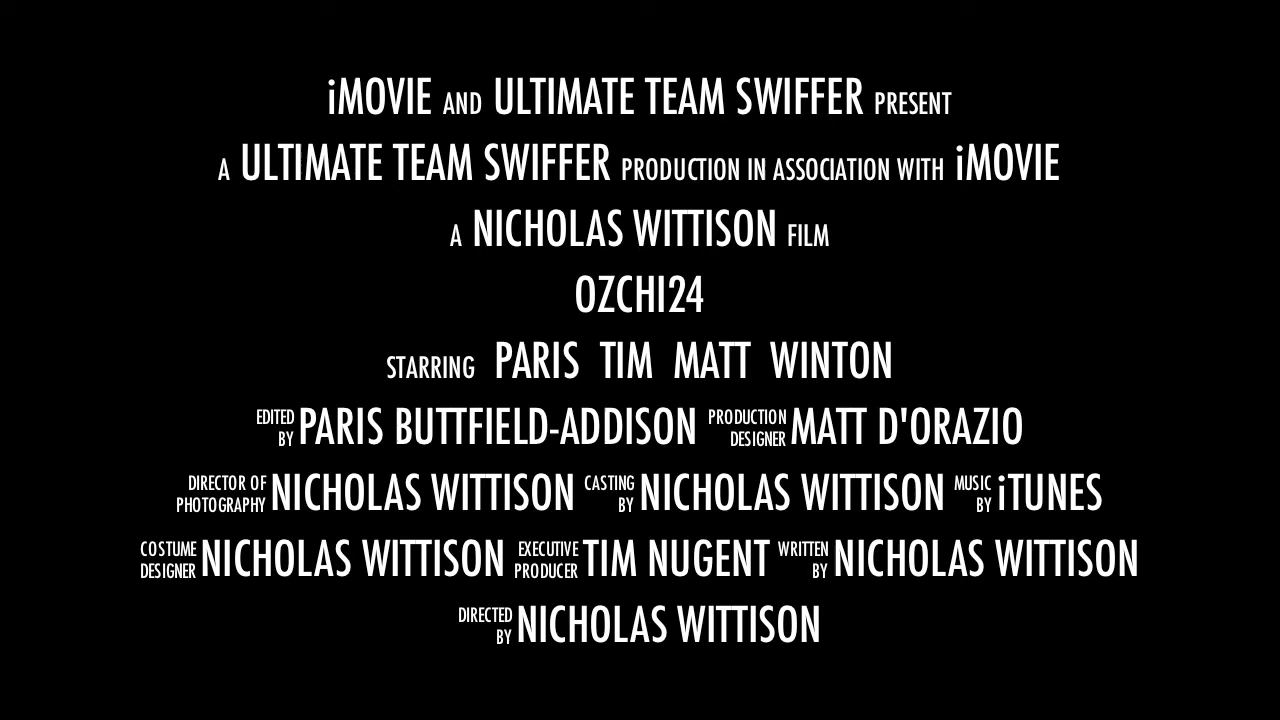 iMOVIE AND ULTIMATE TEAM SWIFFER PRESENT
A ULTIMATE TEAM SWIFFER PRODUCTION IN ASSOCIATION WITH iMOVIE
A NICHOLAS WITTISON FILM
OZCHI24
STARRING PARIS TIM MATT WINTON
EDITED BY PARIS BUTTFIELD-ADDISON PRODUCTION DESIGNER MATT D'ORAZIO
DIRECTOR OF PHOTOGRAPHY NICHOLAS WITTISON CASTING BY NICHOLAS WITTISON MUSIC BY iTUNES
COSTUME DESIGNER NICHOLAS WITTISON EXECUTIVE PRODUCER TIM NUGENT WRITTEN BY NICHOLAS WITTISON
DIRECTED BY NICHOLAS WITTISON